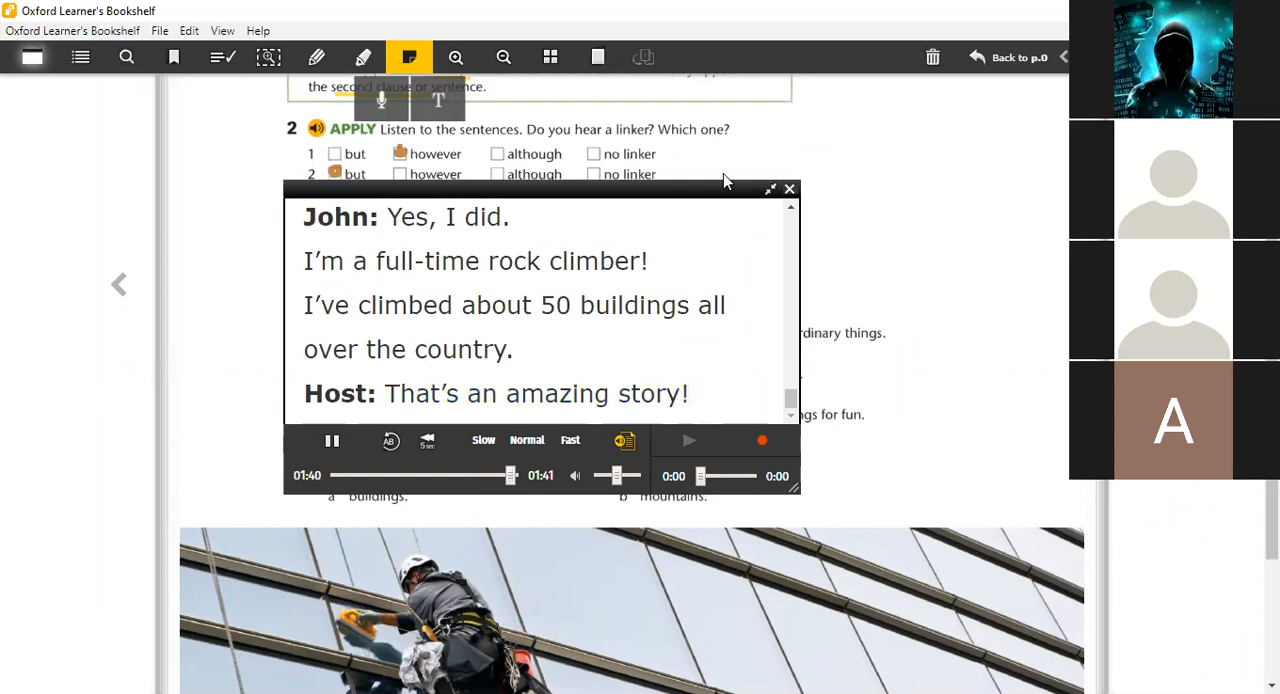 Oxford Learner's Bookshelf
Oxford Learner's Bookshelf File Edit View Help
Back to p.0
the second clause or sentence.
T
2 APPLY Listen to the sentences. Do you hear a linker? Which one?
1 but however although no linker
2 but however although no linker
John: Yes, I did.
I'm a full-time rock climber!
I've climbed about 50 buildings all
over the country.
Host: That's an amazing story!
rdinary things.
ngs for fun.
AB 5 sec Slow Normal Fast
01:40 01:41 0:00 0:00
a buildings. b mountains.
A